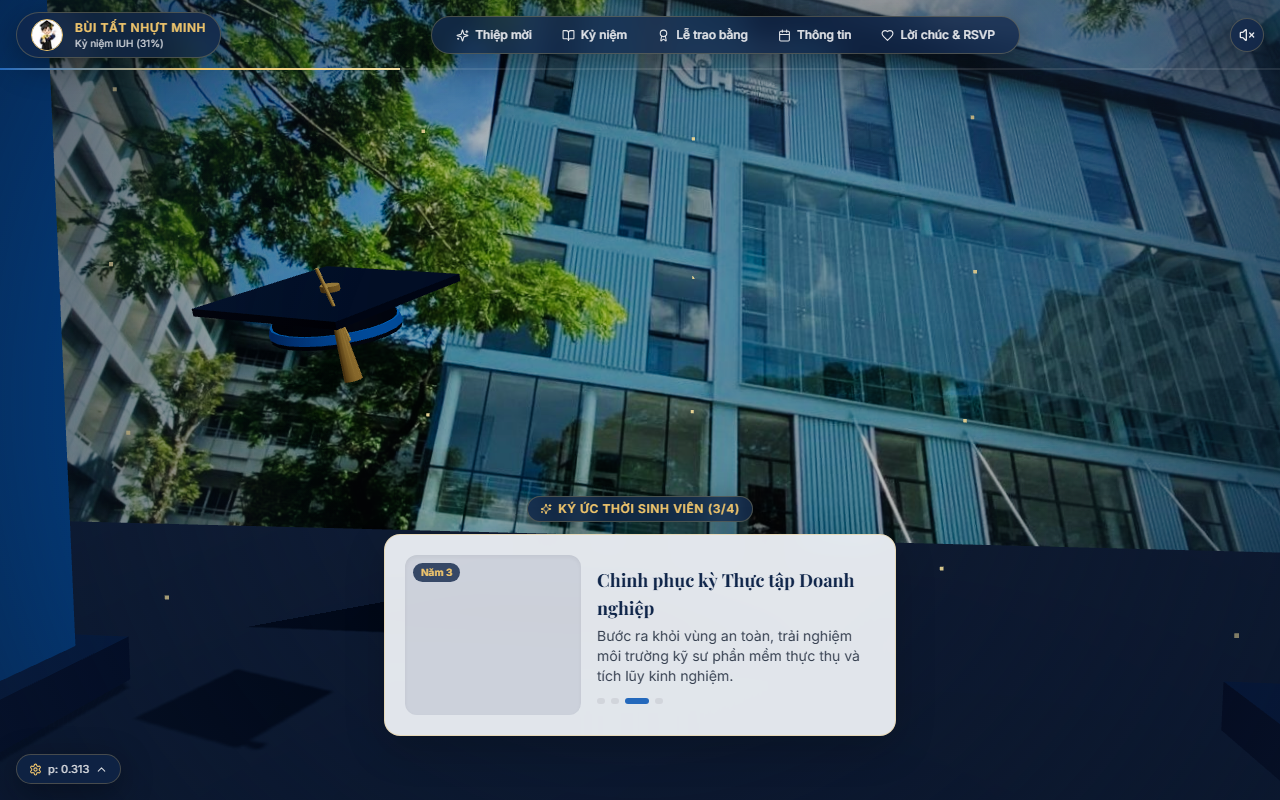 BÙI TẤT NHỰT MINH
Kỷ niệm IUH (31%)
Thiệp mời
Kỷ niệm
Lễ trao bằng
Thông tin
Lời chúc & RSVP
IUH
KÝ ỨC THỜI SINH VIÊN (3/4)
Năm 3
Chinh phục kỳ Thực tập Doanh
nghiệp
Bước ra khỏi vùng an toàn, trải nghiệm
môi trường kỹ sư phần mềm thực thụ và
tích lũy kinh nghiệm.
p: 0.313